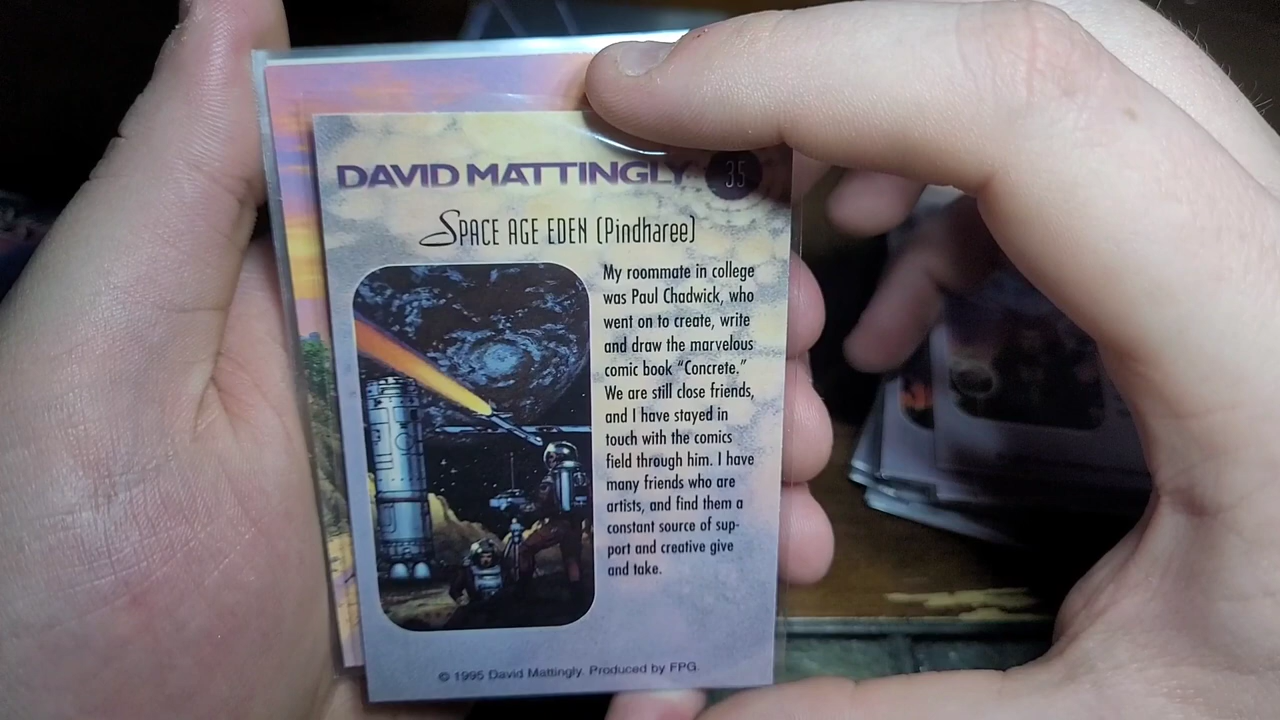 DAVID MATTINGLY 35
SPACE AGE EDEN (Pindharee)
My roommate in college
was Paul Chadwick, who
went on to create, write
and draw the marvelous
comic book “Concrete.”
We are still close friends,
and I have stayed in
touch with the comics
field through him. I have
many friends who are
artists, and find them a
constant source of sup-
port and creative give
and take.
© 1995 David Mattingly. Produced by FPG.